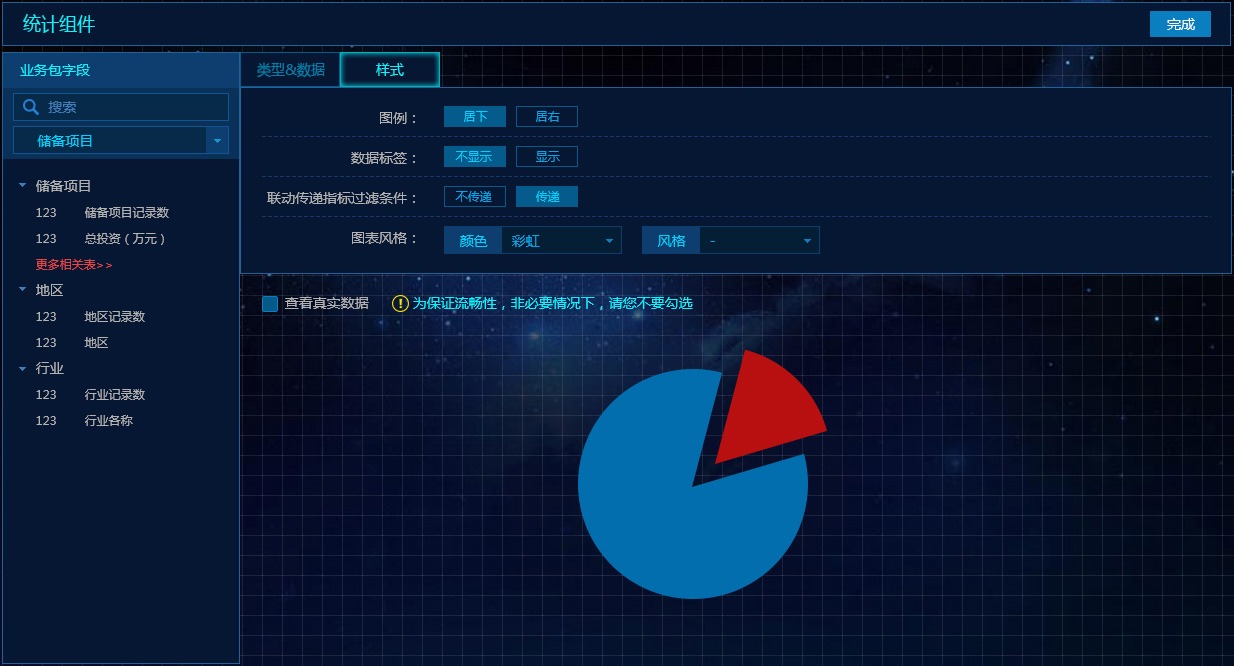 统计组件
完成
业务包字段
类型&数据
样式
搜索
储备项目
储备项目
123 储备项目记录数
123 总投资（万元）
更多相关表>>
地区
123 地区记录数
123 地区
行业
123 行业记录数
123 行业各称
图例： 居下 居右
数据标签： 不显示 显示
联动传递指标过滤条件： 不传递 传递
图表风格： 颜色 彩虹 风格 -
查看真实数据 ! 为保证流畅性，非必要情况下，请您不要勾选